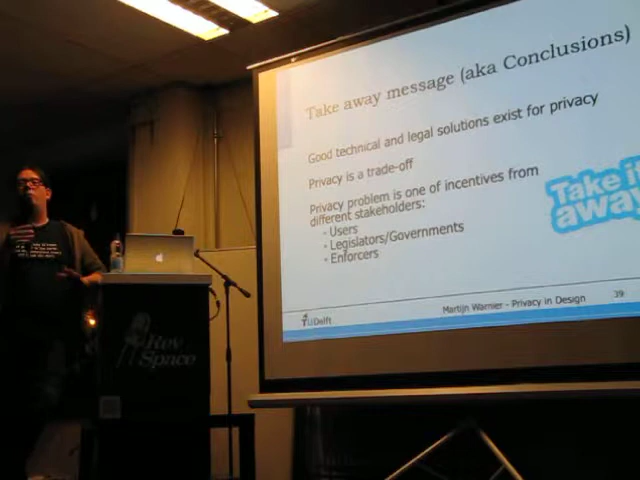 Take away message (aka Conclusions)
Good technical and legal solutions exist for privacy
Privacy is a trade-off
Privacy problem is one of incentives from
different stakeholders:
- Users
- Legislators/Governments
- Enforcers
Take it
away
TUDelft
Martijn Warnier - Privacy in Design
39
Rev
Space